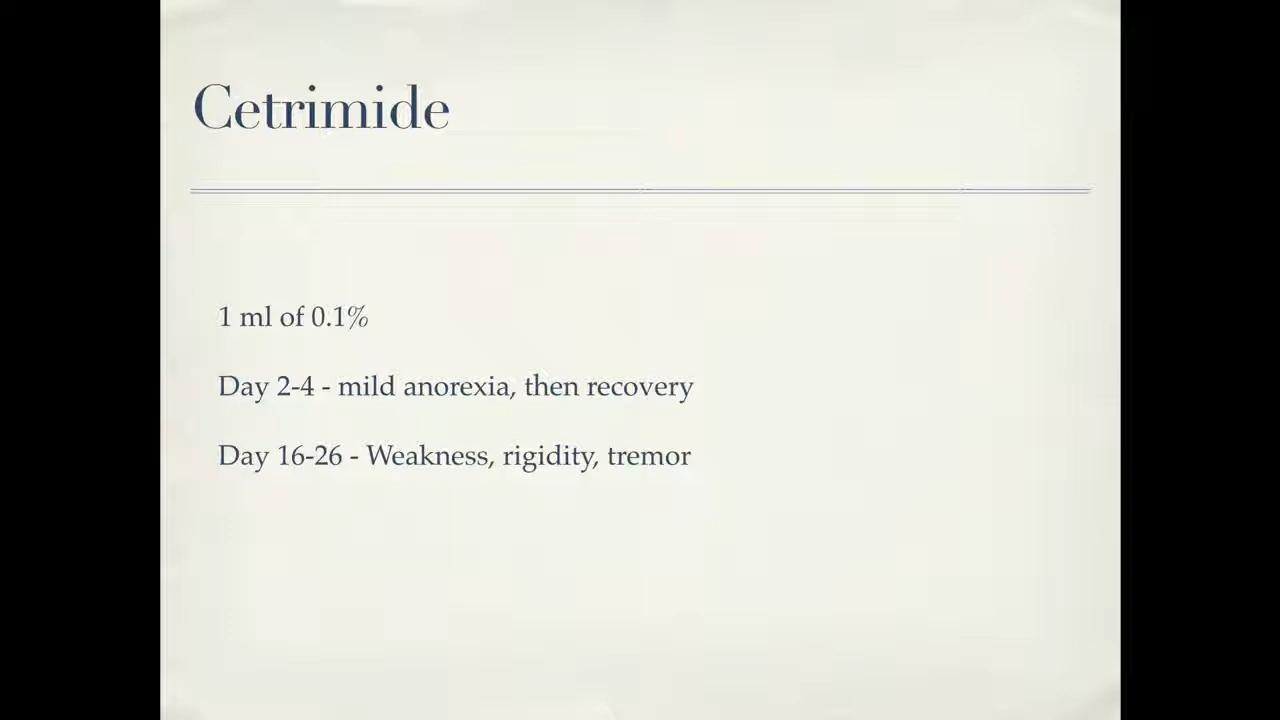 Cetrimide
1 ml of 0.1%
Day 2-4 - mild anorexia, then recovery
Day 16-26 - Weakness, rigidity, tremor